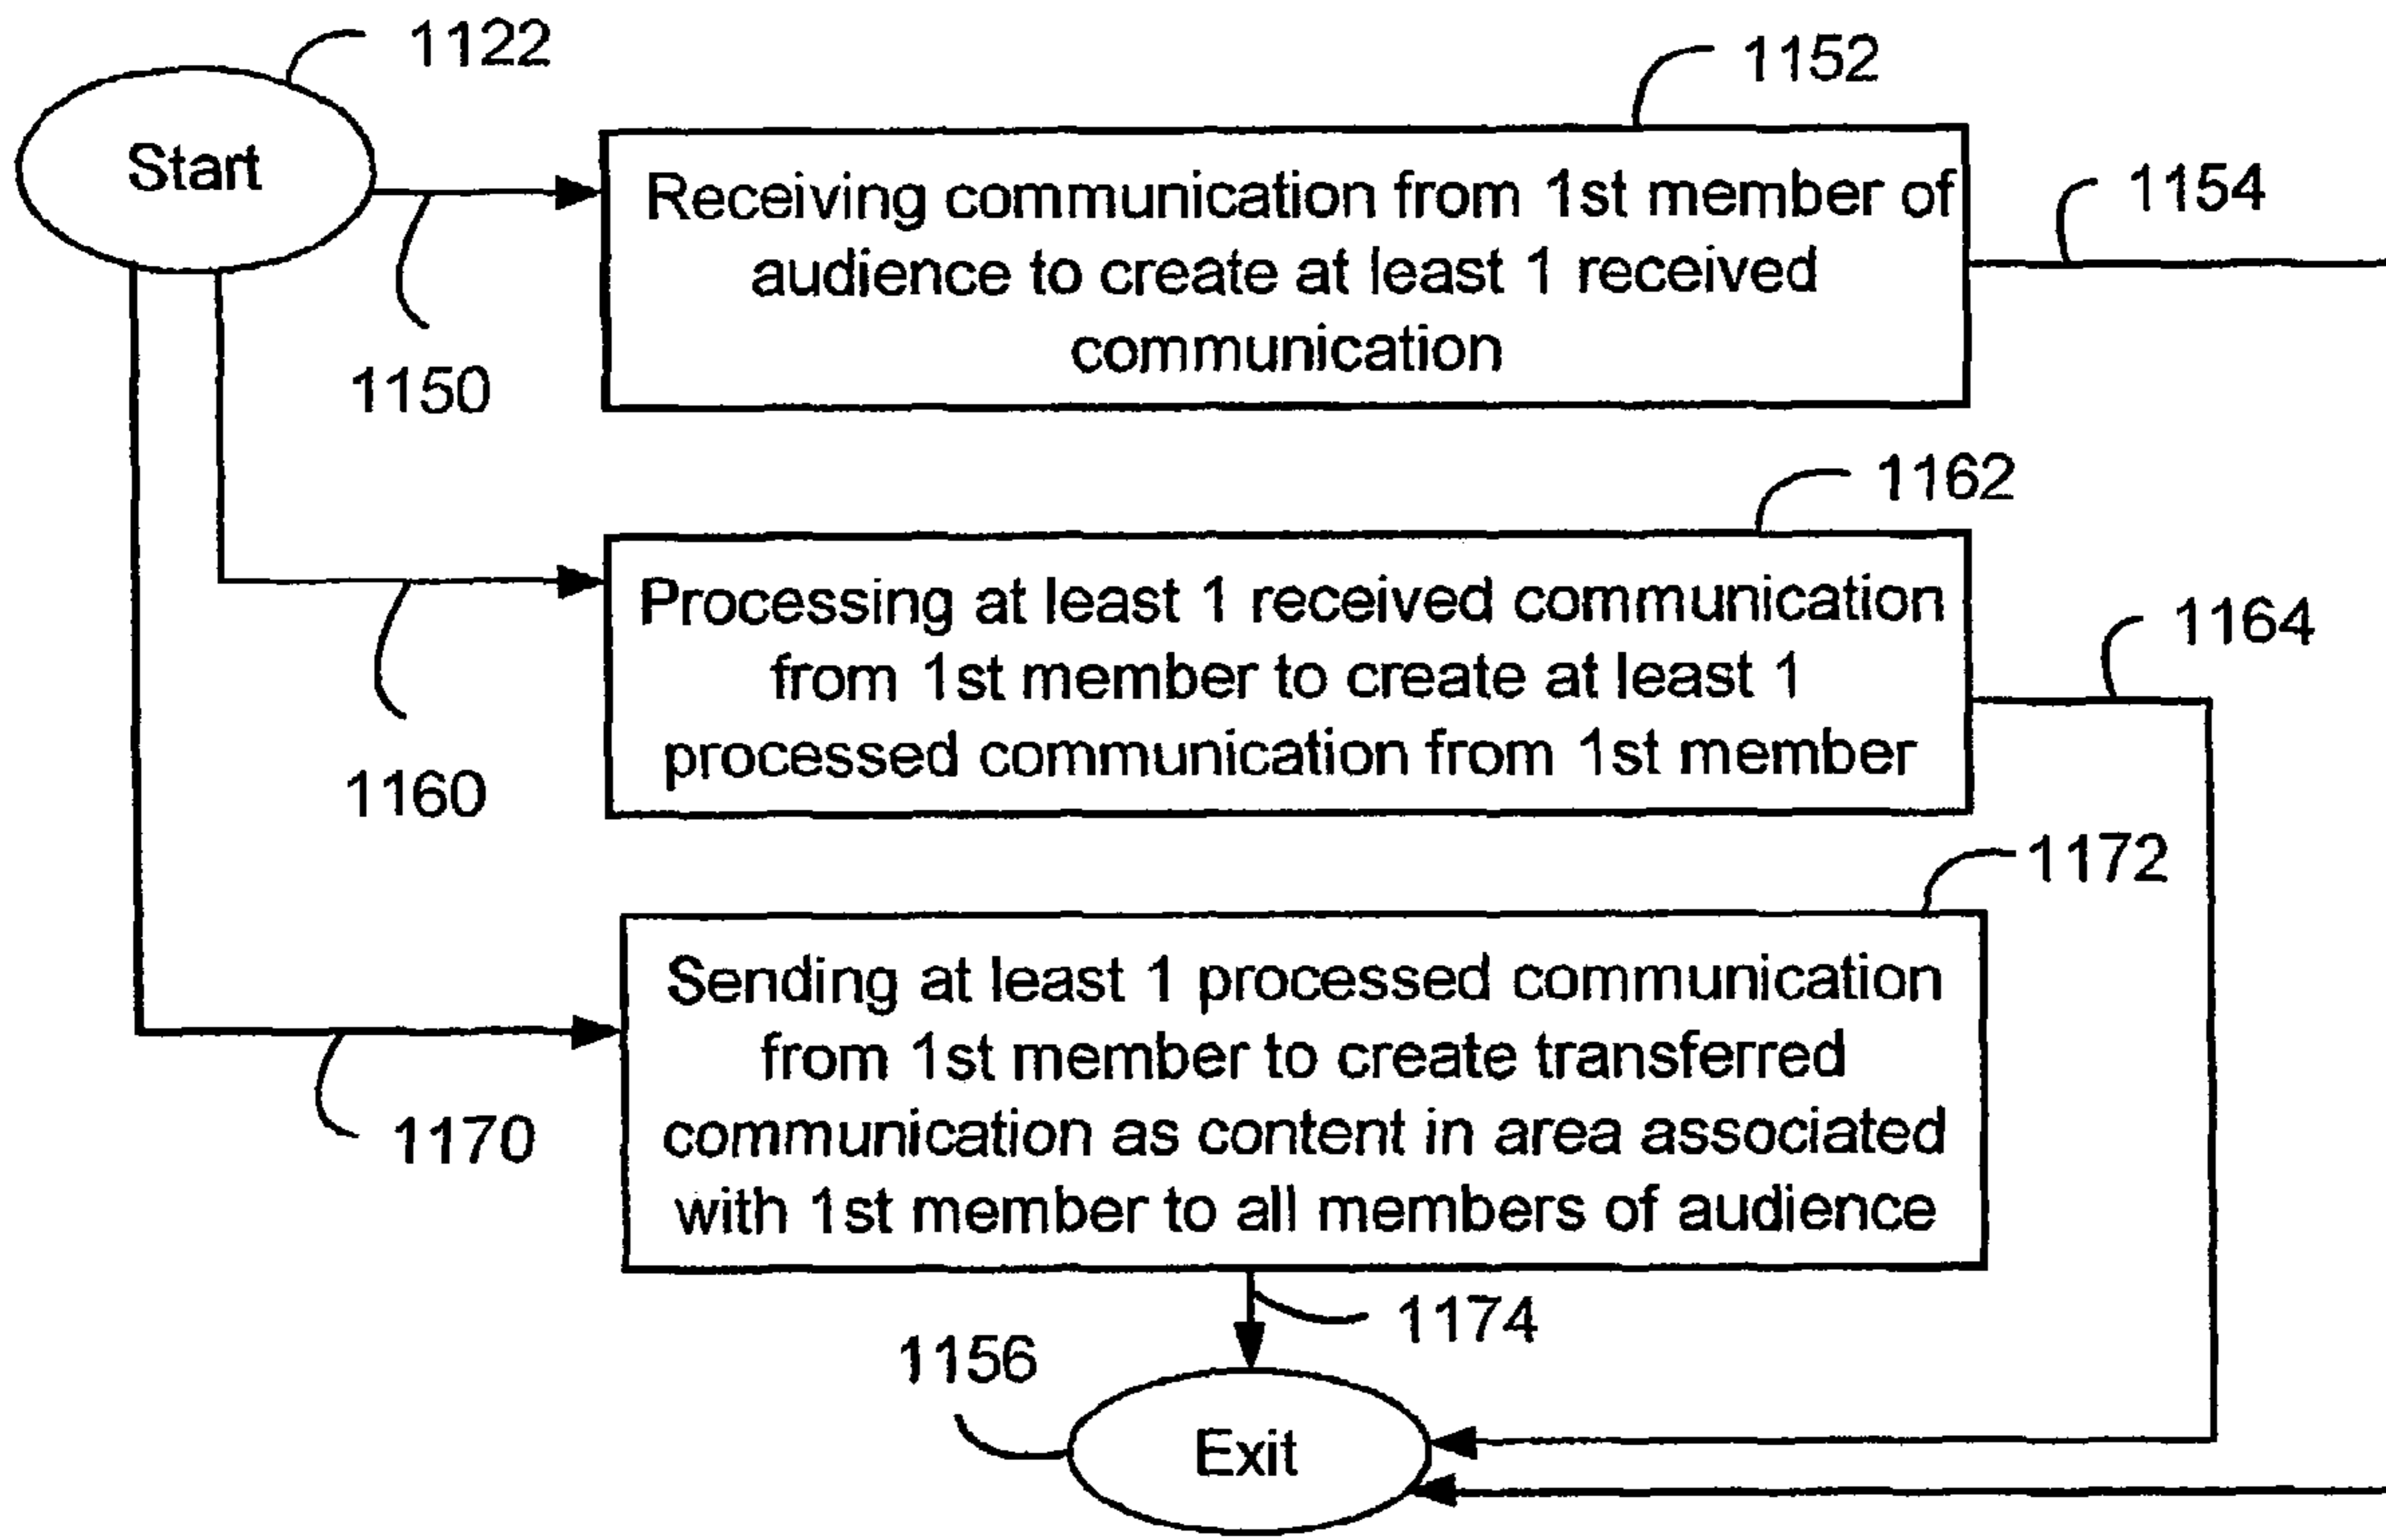 1122
Start
1152
Receiving communication from 1st member of
audience to create at least 1 received
communication
1154
1150
1162
Processing at least 1 received communication
from 1st member to create at least 1
processed communication from 1st member
1164
1160
1172
Sending at least 1 processed communication
from 1st member to create transferred
communication as content in area associated
with 1st member to all members of audience
1170
1174
1156
Exit